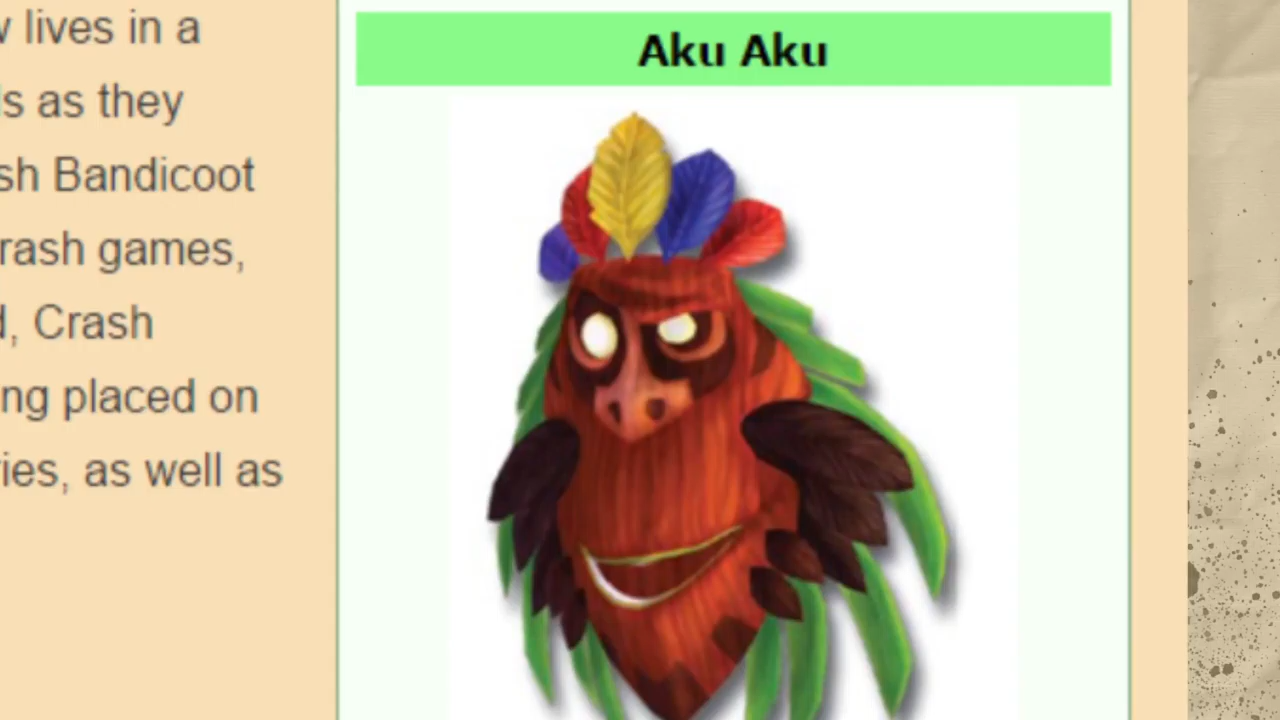 lives in a
Aku Aku
as they
Bandicoot
games,
Crash
placed on
as well as